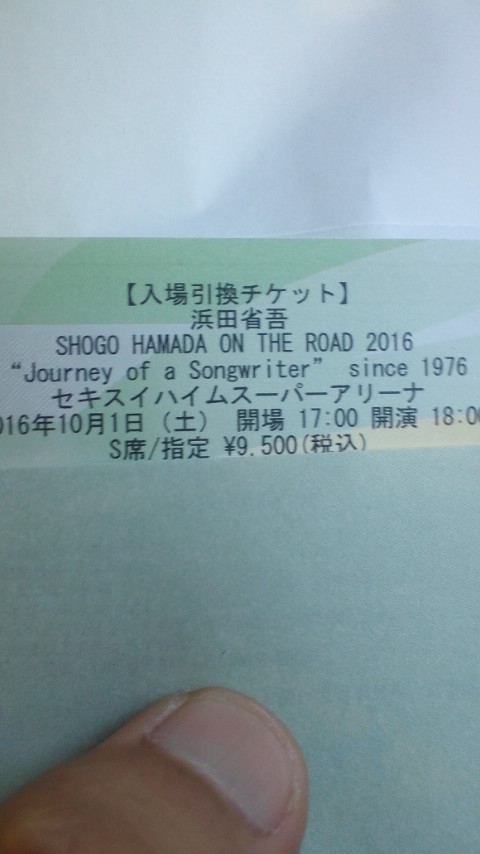 【入場引換チケット】
浜田省吾
SHOGO HAMADA ON THE ROAD 2016
“Journey of a Songwriter” since 1976
セキスイハイムスーパーアリーナ
016年10月1日（土） 開場 17:00 開演 18:00
S席/指定 ¥9.500(税込)